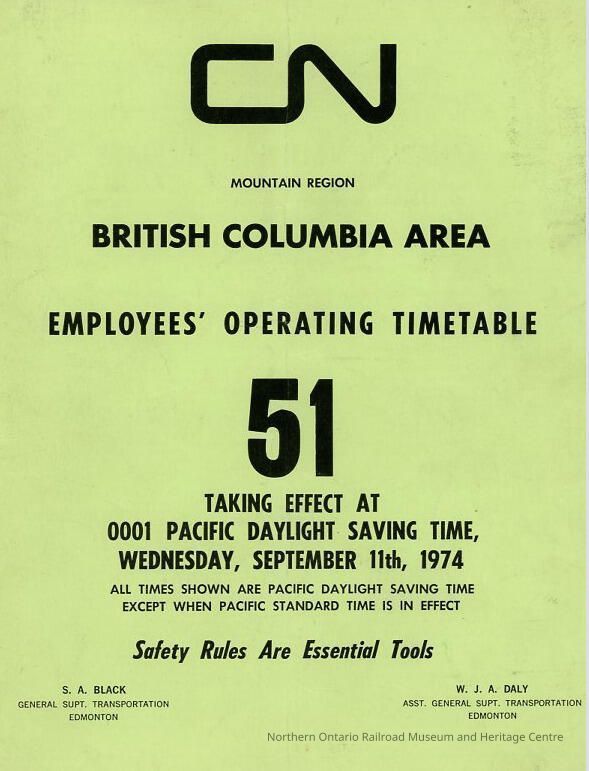 CN
MOUNTAIN REGION
BRITISH COLUMBIA AREA
EMPLOYEES' OPERATING TIMETABLE
51
TAKING EFFECT AT
0001 PACIFIC DAYLIGHT SAVING TIME,
WEDNESDAY, SEPTEMBER 11th, 1974
ALL TIMES SHOWN ARE PACIFIC DAYLIGHT SAVING TIME
EXCEPT WHEN PACIFIC STANDARD TIME IS IN EFFECT
Safety Rules Are Essential Tools
S. A. BLACK
GENERAL SUPT. TRANSPORTATION
EDMONTON
W. J. A. DALY
ASST. GENERAL SUPT. TRANSPORTATION
EDMONTON
Northern Ontario Railroad Museum and Heritage Centre